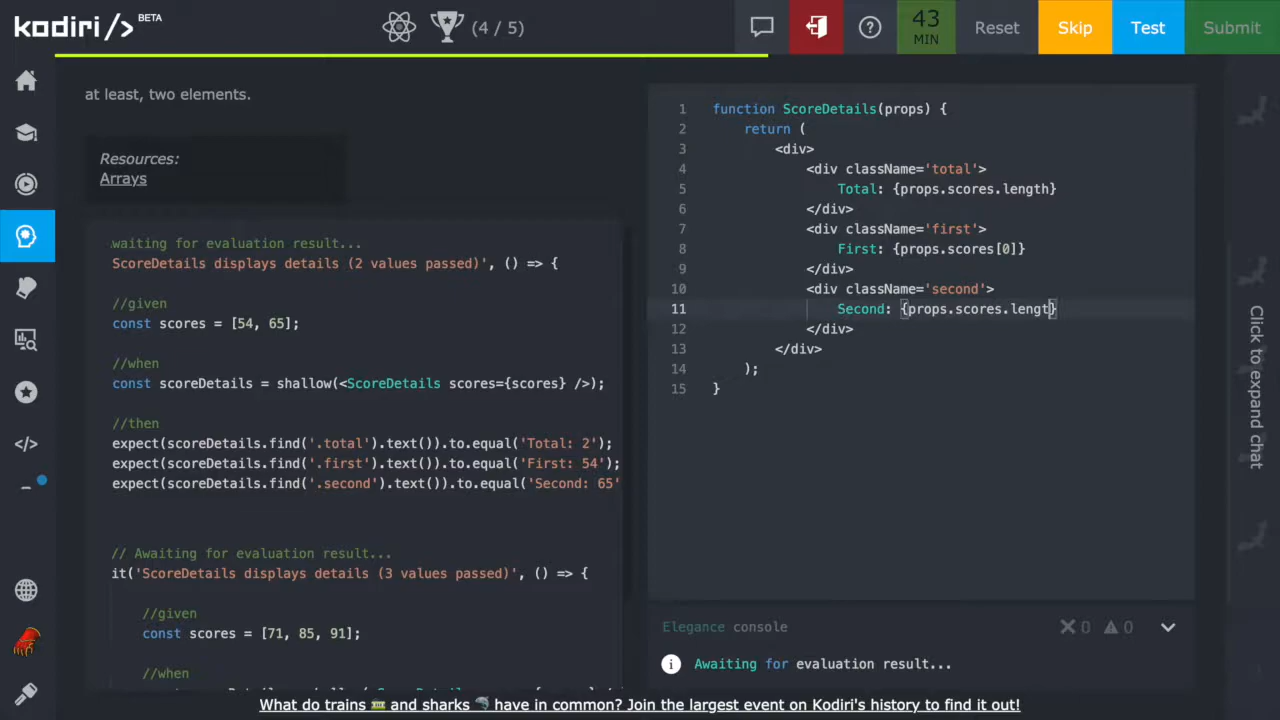 kodiri/> BETA
(4 / 5)
43
MIN
Reset
Skip
Test
Submit
at least, two elements.
Resources:
Arrays
waiting for evaluation result...
ScoreDetails displays details (2 values passed)', () => {
//given
const scores = [54, 65];
//when
const scoreDetails = shallow(<ScoreDetails scores={scores} />);
//then
expect(scoreDetails.find('.total').text()).to.equal('Total: 2');
expect(scoreDetails.find('.first').text()).to.equal('First: 54');
expect(scoreDetails.find('.second').text()).to.equal('Second: 65'
// Awaiting for evaluation result...
it('ScoreDetails displays details (3 values passed)', () => {
//given
const scores = [71, 85, 91];
//when
1 function ScoreDetails(props) {
2 return (
3 <div>
4 <div className='total'>
5 Total: {props.scores.length}
6 </div>
7 <div className='first'>
8 First: {props.scores[0]}
9 </div>
10 <div className='second'>
11 Second: {props.scores.lengt}
12 </div>
13 </div>
14 );
15 }
Elegance console
0 0
Awaiting for evaluation result...
Click to expand chat
What do trains 🚃 and sharks 🦈 have in common? Join the largest event on Kodiri's history to find it out!